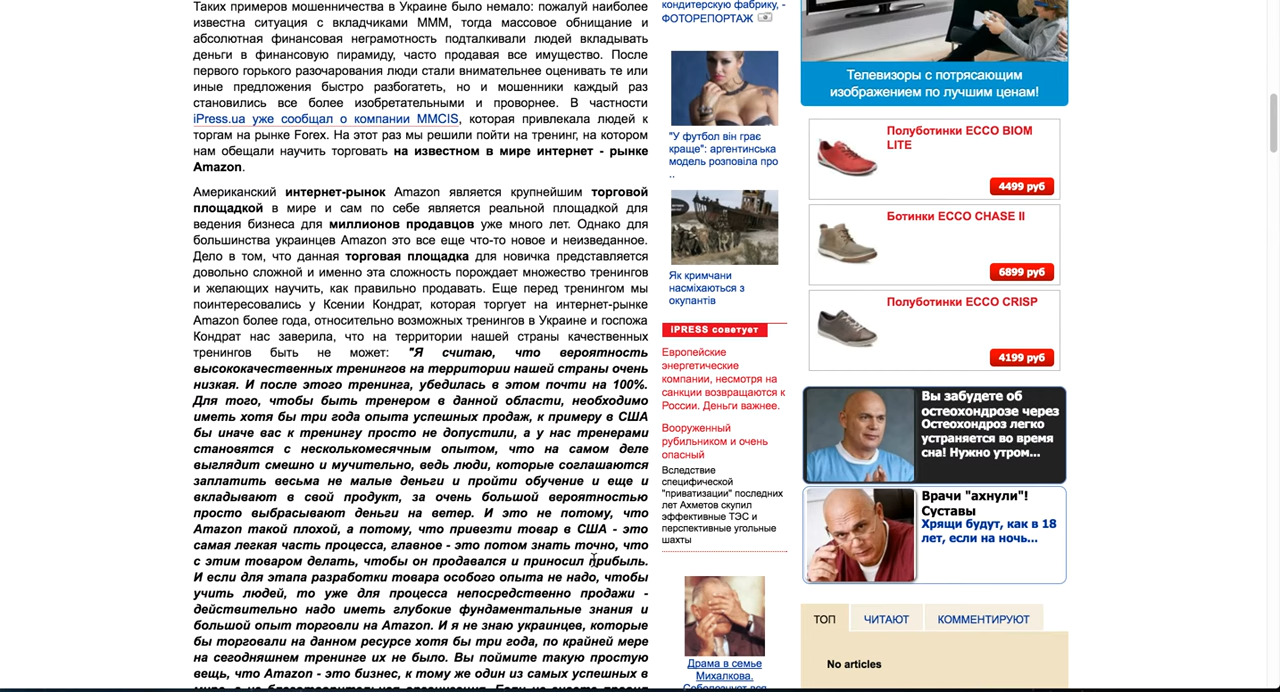 Таких примеров мошенничества в Украине было немало: пожалуй наиболее
известна ситуация с вкладчиками МММ, тогда массовое обнищание и
абсолютная финансовая неграмотность подталкивали людей вкладывать
деньги в финансовую пирамиду, часто продавая все имущество. После
первого горького разочарования люди стали внимательнее оценивать те или
иные предложения быстро разбогатеть, но и мошенники каждый раз
становились все более изобретательными и проворнее. В частности
iPress.ua уже сообщал о компании MMCIS, которая привлекала людей к
торгам на рынке Forex. На этот раз мы решили пойти на тренинг, на котором
нам обещали научить торговать на известном в мире интернет - рынке
Amazon.
Американский интернет-рынок Amazon является крупнейшим торговой
площадкой в мире и сам по себе является реальной площадкой для
ведения бизнеса для миллионов продавцов уже много лет. Однако для
большинства украинцев Amazon это все еще что-то новое и неизведанное.
Дело в том, что данная торговая площадка для новичка представляется
довольно сложной и именно эта сложность порождает множество тренингов
и желающих научить, как правильно продавать. Еще перед тренингом мы
поинтересовались у Ксении Кондрат, которая торгует на интернет-рынке
Amazon более года, относительно возможных тренингов в Украине и госпожа
Кондрат нас заверила, что на территории нашей страны качественных
тренингов быть не может: "Я считаю, что вероятность
высококачественных тренингов на территории нашей страны очень
низкая. И после этого тренинга, убедилась в этом почти на 100%.
Для того, чтобы быть тренером в данной области, необходимо
иметь хотя бы три года опыта успешных продаж, к примеру в США
бы иначе вас к тренингу просто не допустили, а у нас тренерами
становятся с несколькомесячным опытом, что на самом деле
выглядит смешно и мучительно, ведь люди, которые соглашаются
заплатить весьма не малые деньги и пройти обучение и еще и
вкладывают в свой продукт, за очень большой вероятностью
просто выбрасывают деньги на ветер. И это не потому, что
Amazon такой плохой, а потому, что привезти товар в США - это
самая легкая часть процесса, главное - это потом знать точно, что
с этим товаром делать, чтобы он продавался и приносил прибыль.
И если для этапа разработки товара особого опыта не надо, чтобы
учить людей, то уже для процесса непосредственно продажи -
действительно надо иметь глубокие фундаментальные знания и
большой опыт торговли на Amazon. И я не знаю украинцев, которые
бы торговали на данном ресурсе хотя бы три года, по крайней мере
на сегодняшнем тренинге их не было. Вы поймите такую простую
вещь, что Amazon - это бизнес, к тому же один из самых успешных в
кондитерскую фабрику, -
ФОТОРЕПОРТАЖ
"У футбол він грає
краще": аргентинська
модель розповіла про
..
Як кримчани
насміхаються з
окупантів
iPRESS советует
Европейские
энергетические
компании, несмотря на
санкции возвращаются к
России. Деньги важнее.
Вооруженный
рубильником и очень
опасный
Вследствие
специфической
"приватизации" последних
лет Ахметов скупил
эффективные ТЭС и
перспективные угольные
шахты
Драма в семье
Михалкова.
Телевизоры с потрясающим
изображением по лучшим ценам!
Полуботинки ECCO BIOM
LITE
4499 руб
Ботинки ECCO CHASE II
6899 руб
Полуботинки ECCO CRISP
4199 руб
Вы забудете об
остеохондрозе через
Остеохондроз легко
устраняется во время
сна! Нужно утром...
Врачи "ахнули"!
Суставы
Хрящи будут, как в 18
лет, если на ночь...
ТОП
ЧИТАЮТ
КОММЕНТИРУЮТ
No articles